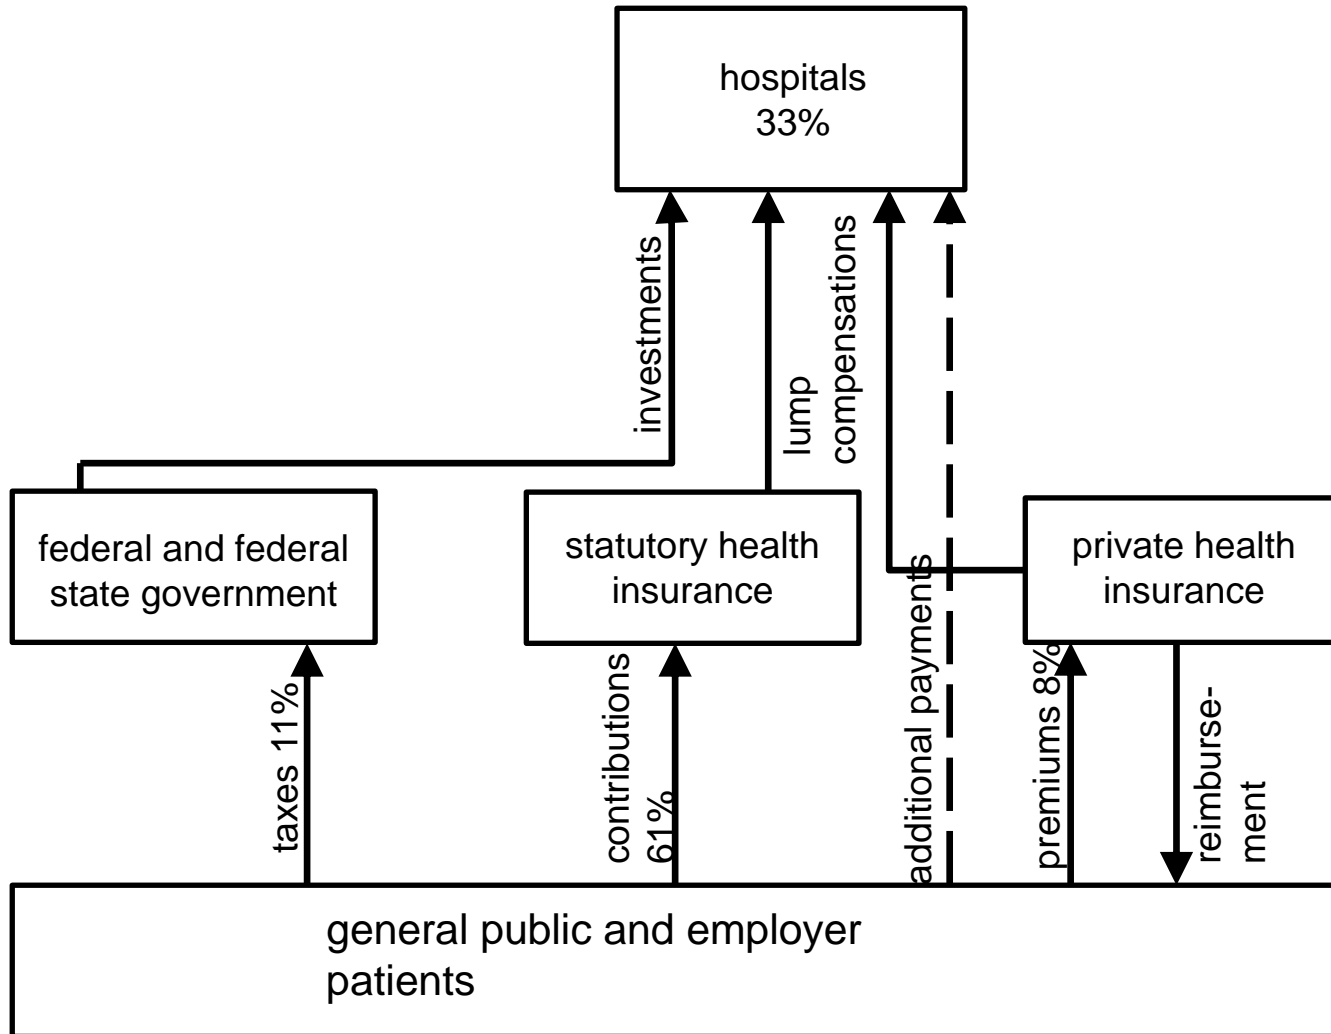 hospitals
33%
investments
lump
compensations
federal and federal
state government
statutory health
insurance
private health
insurance
taxes 11%
contributions
61%
additional payments
premiums 8%
reimburse-
ment
general public and employer
patients